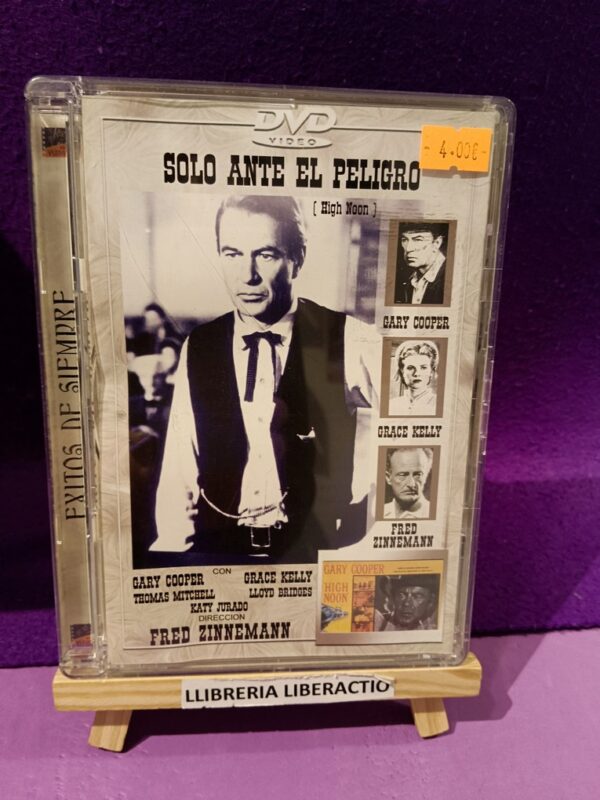 DVD
VIDEO
- 4.00€ -
SOLO ANTE EL PELIGRO
[ High Noon ]
GARY COOPER
GRACE KELLY
FRED
ZINNEMANN
EXITOS DE SIEMPRE
CON
GARY COOPER GRACE KELLY
THOMAS MITCHELL LLOYD BRIDGES
KATY JURADO
DIRECCION
FRED ZINNEMANN
GARY COOPER
HIGH
NOON
LLIBRERIA LIBERACTIO